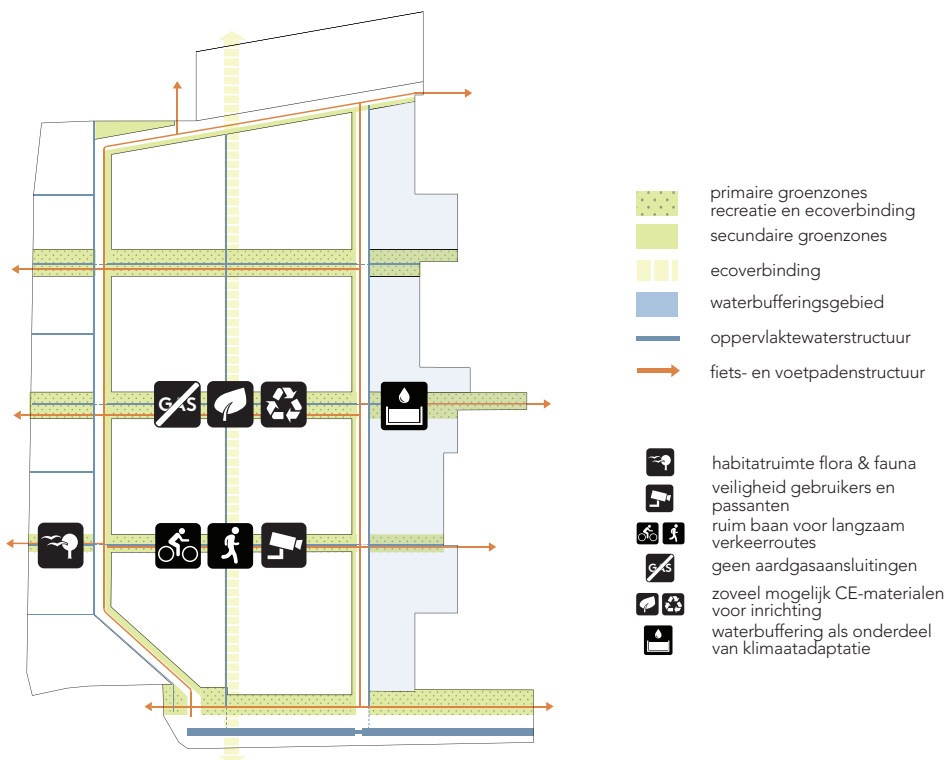 primaire groenzones
recreatie en ecoverbinding
secundaire groenzones
ecoverbinding
waterbufferingsgebied
oppervlaktewaterstructuur
fiets- en voetpadenstructuur
GAS
habitatruimte flora & fauna
veiligheid gebruikers en
passanten
ruim baan voor langzaam
verkeerroutes
GAS
geen aardgasaansluitingen
zoveel mogelijk CE-materialen
voor inrichting
waterbuffering als onderdeel
van klimaatadaptatie